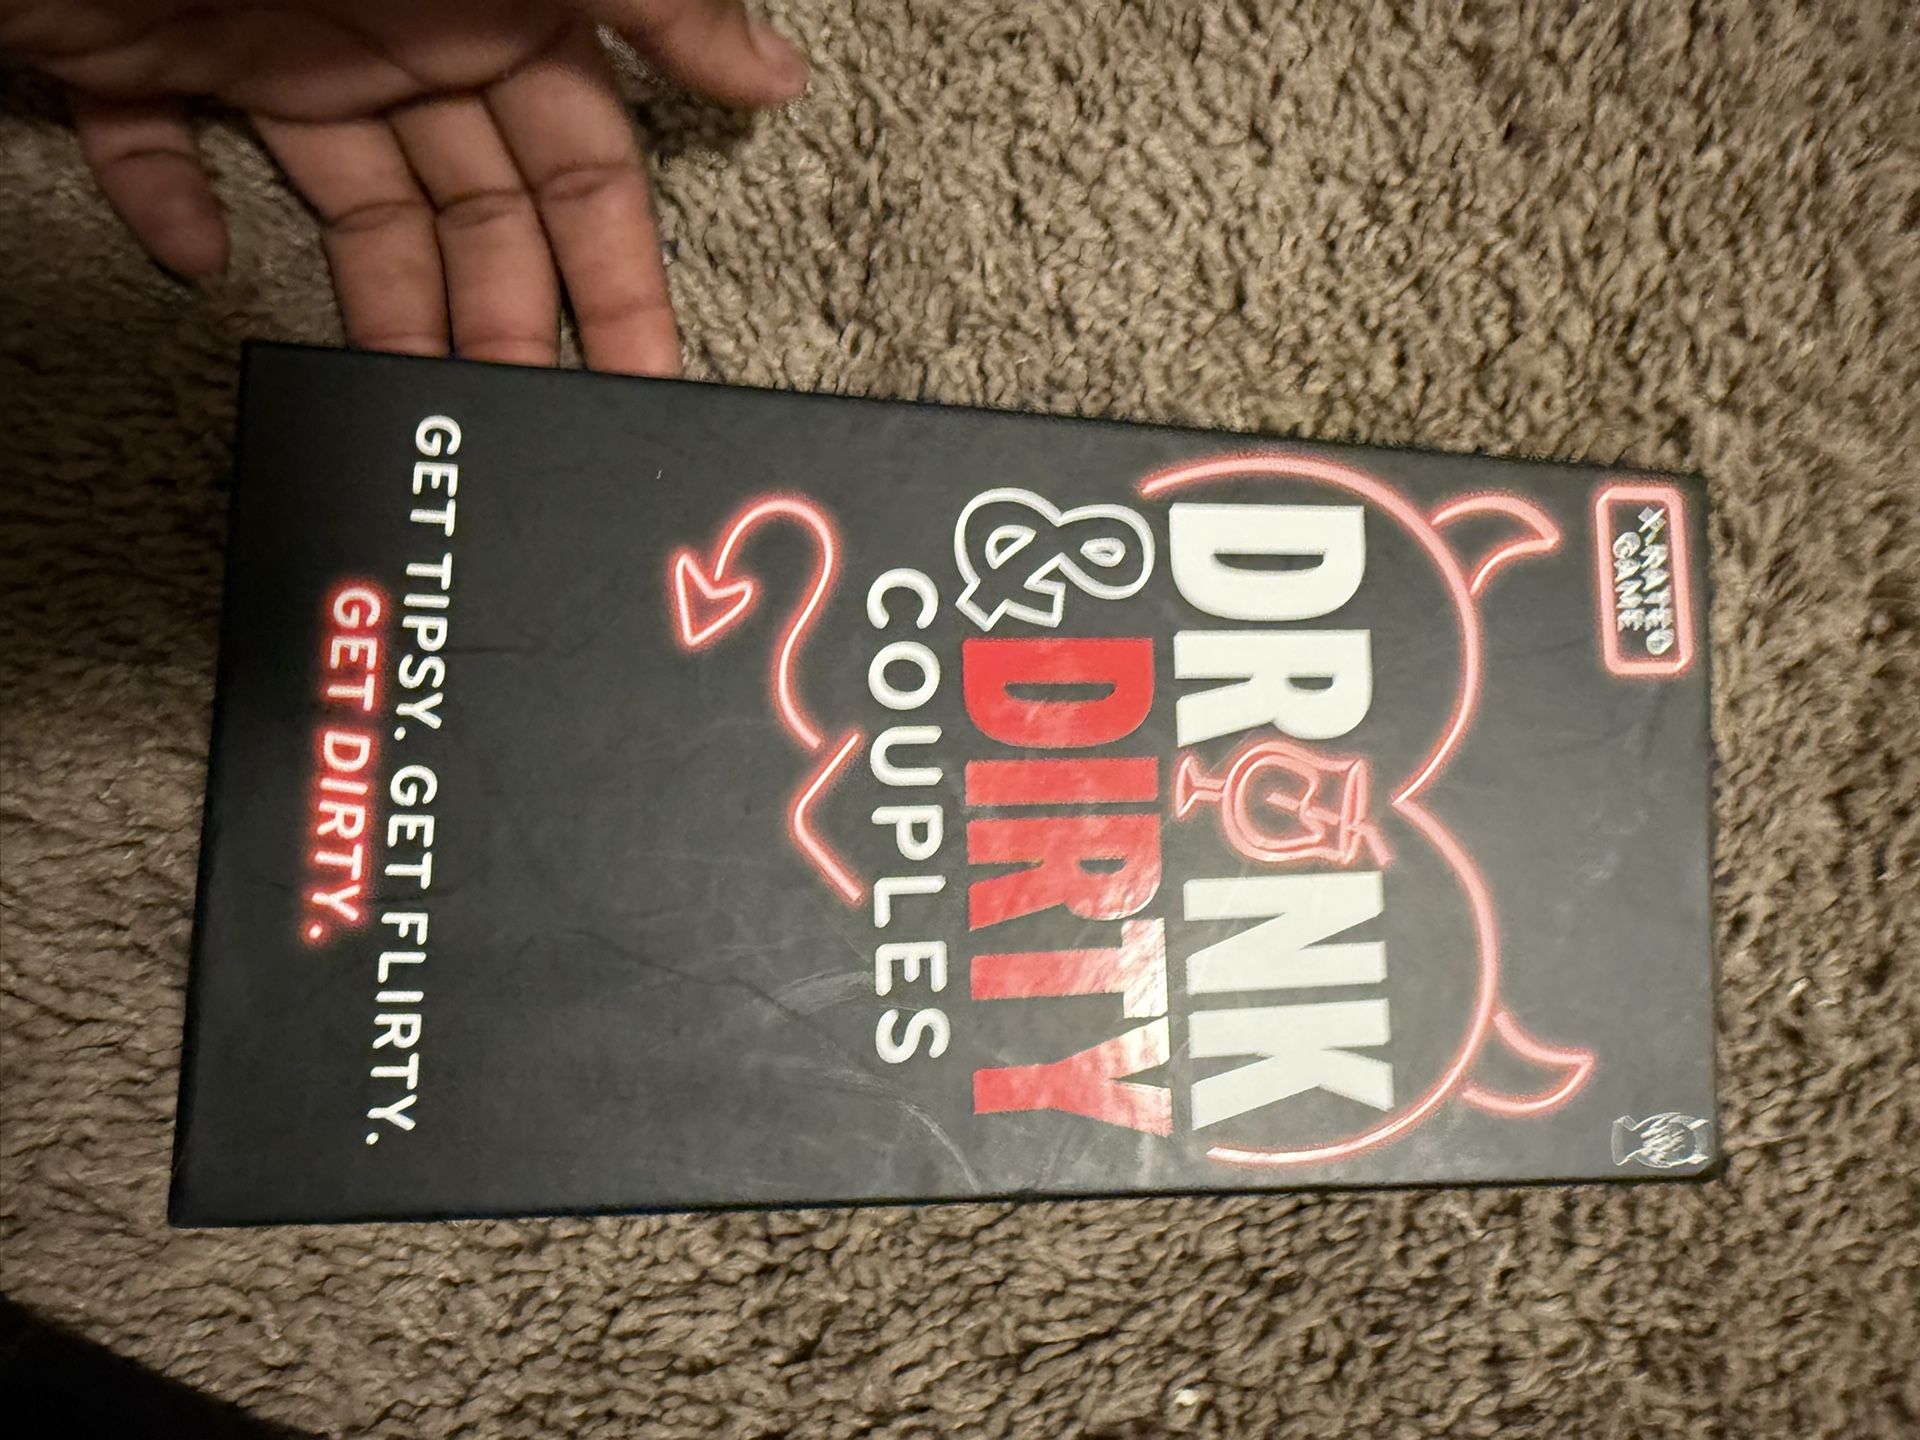 X RATED
GAME
DRUNK
& DIRTY
COUPLES
GET TIPSY. GET FLIRTY.
GET DIRTY.